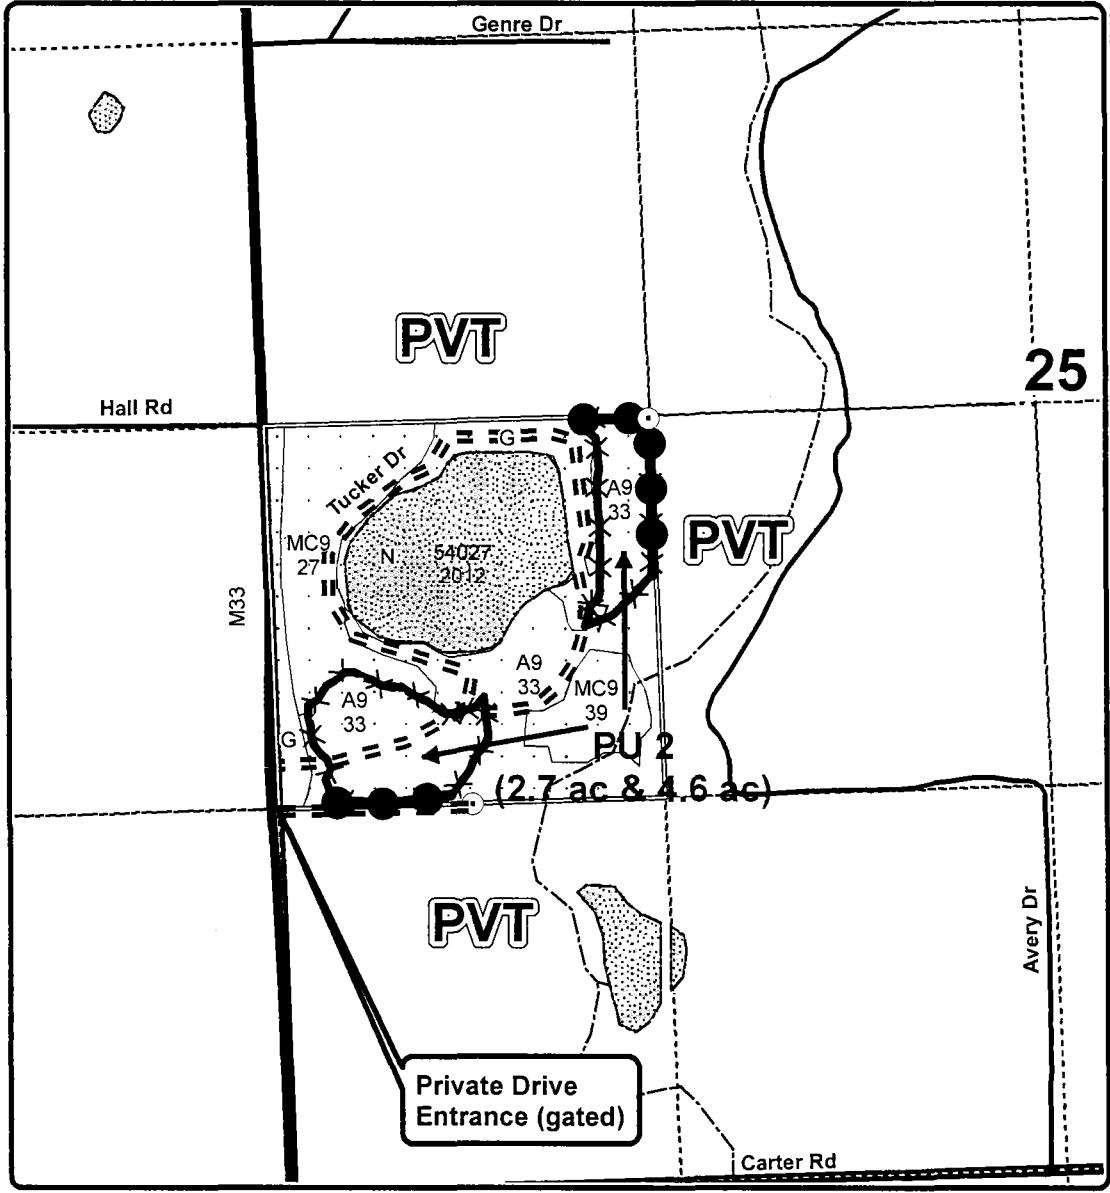 Genre Dr
PVT
25
Hall Rd
G
Tucker Dr
A9
33
PVT
MC9
27
N
54027
2012
M33
A9
33
MC9
39
A9
33
G
PU 2
(2.7 ac & 4.6 ac)
PVT
Avery Dr
Private Drive
Entrance (gated)
Carter Rd